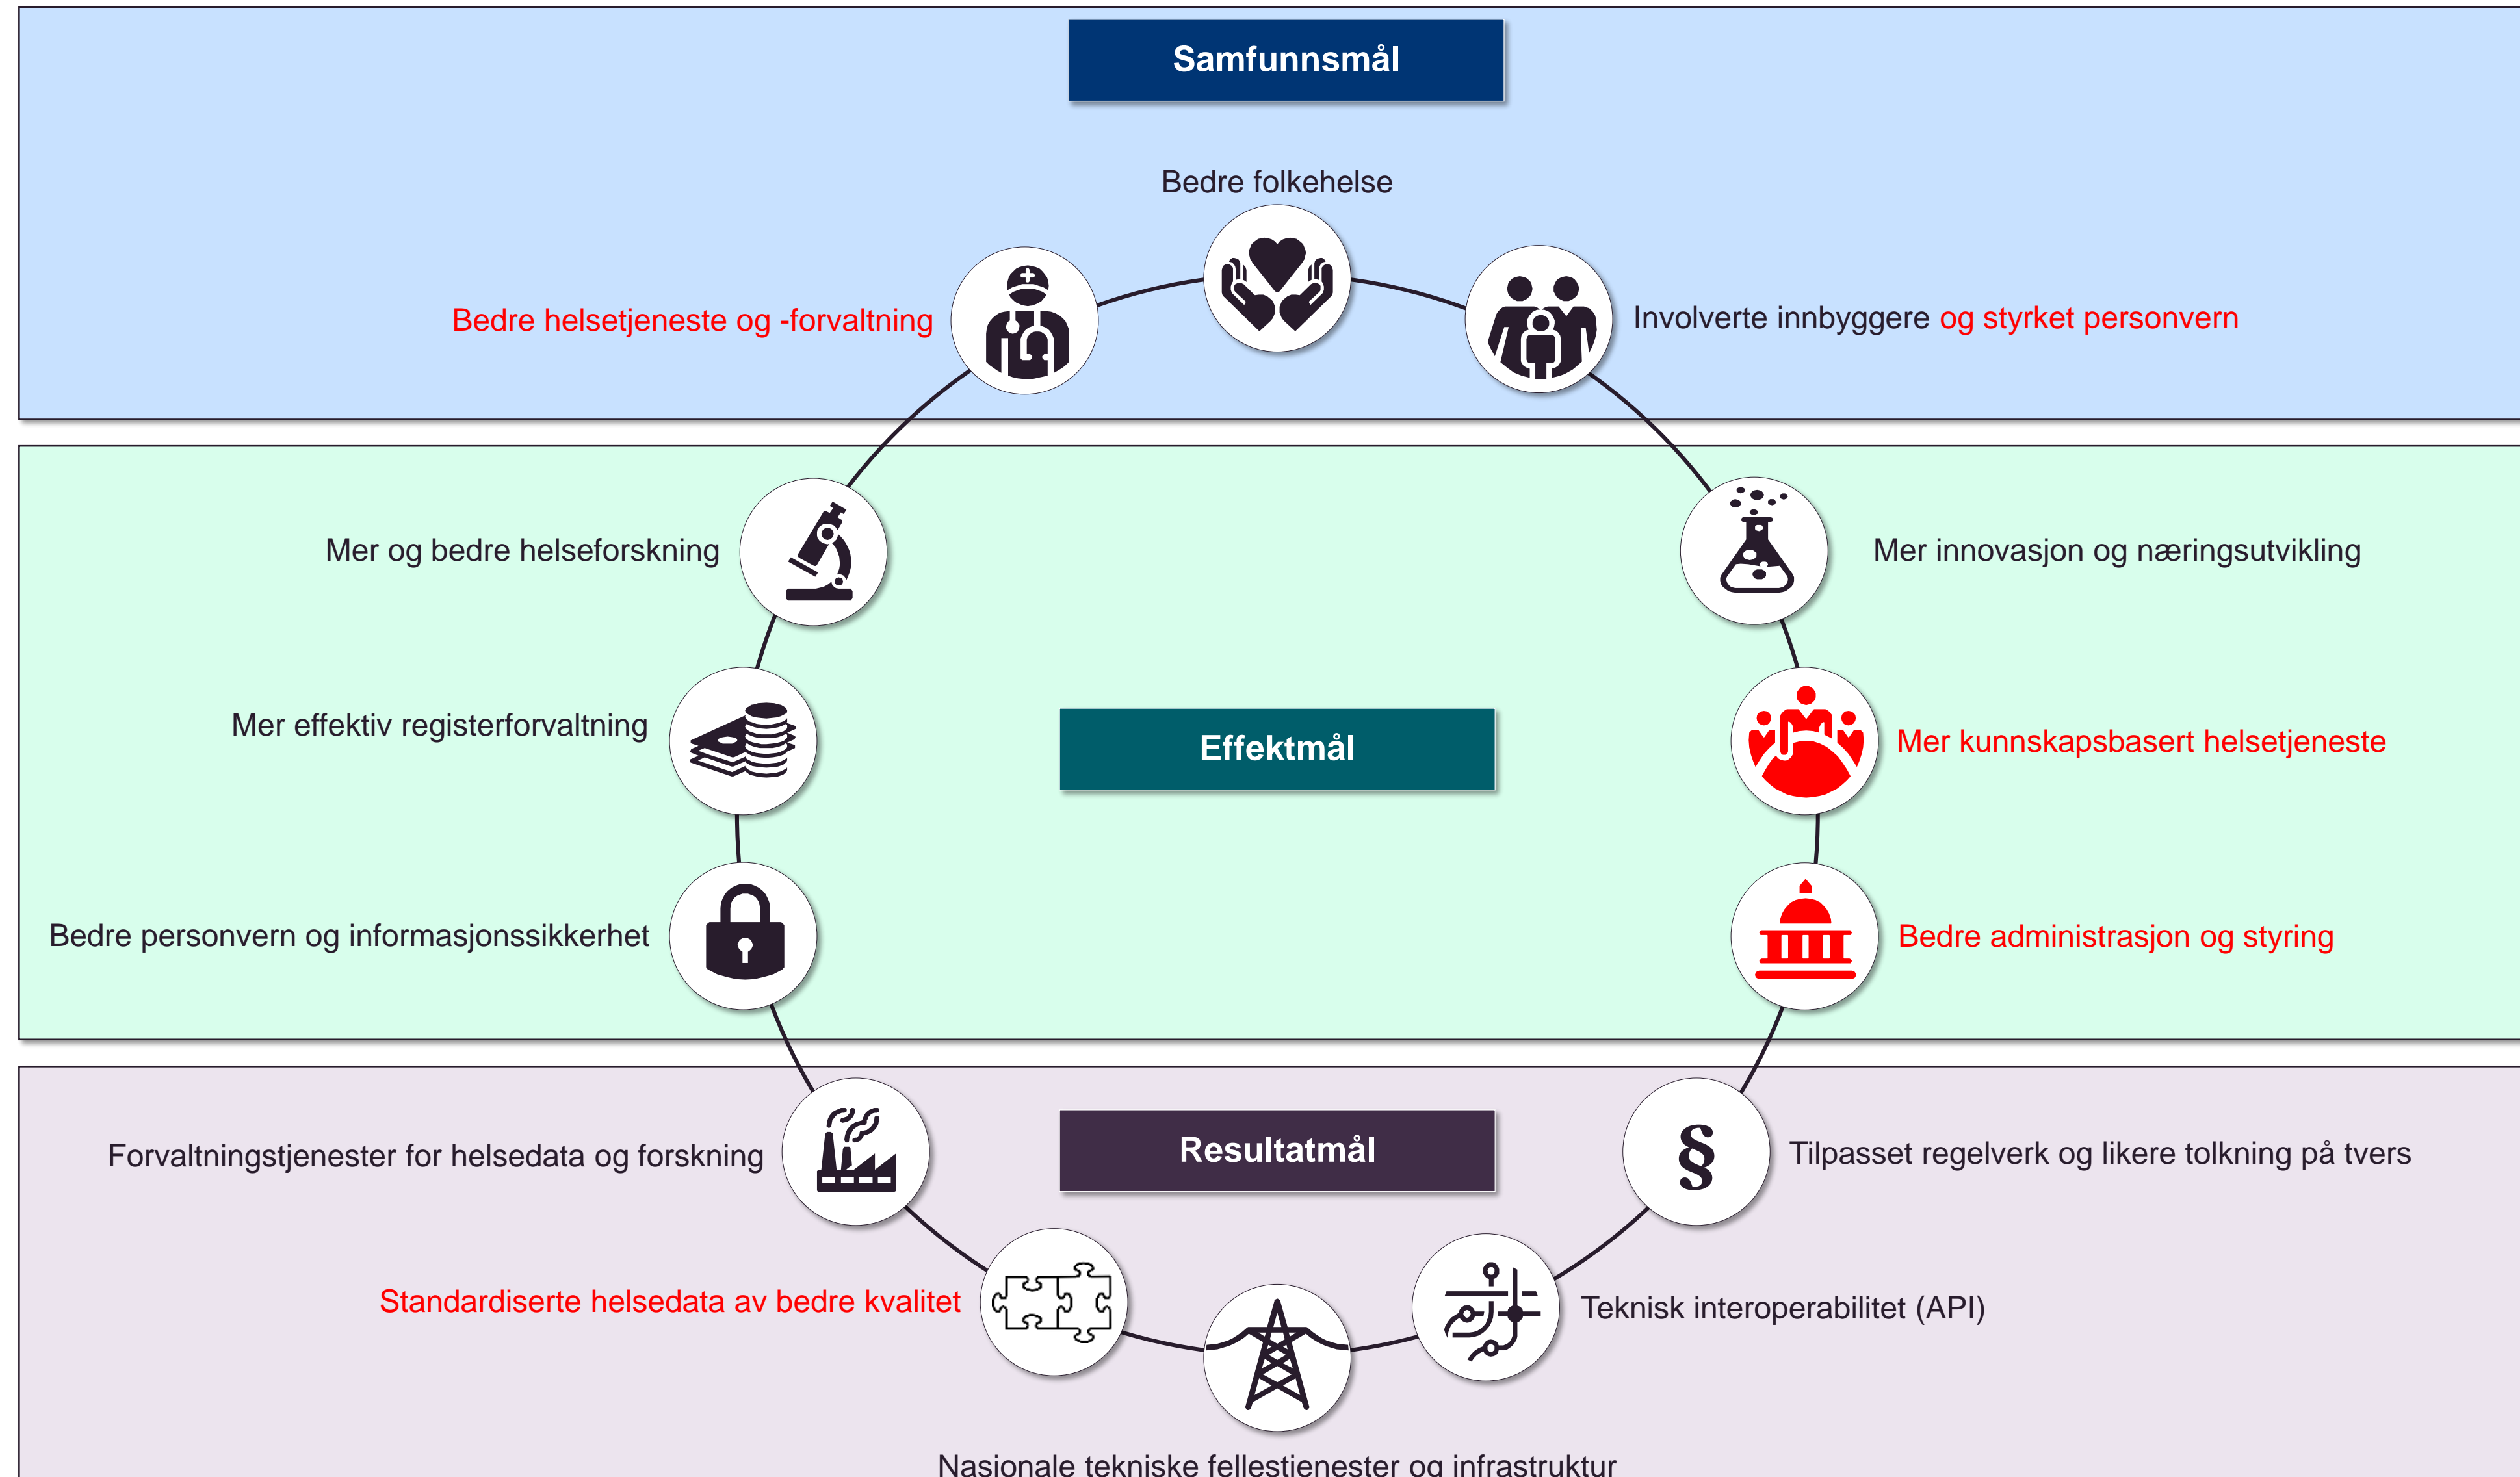 Samfunnsmål
Bedre folkehelse
Bedre helsetjeneste og -forvaltning
Involverte innbyggere og styrket personvern
Mer og bedre helseforskning
Mer innovasjon og næringsutvikling
Mer effektiv registerforvaltning
Effektmål
Mer kunnskapsbasert helsetjeneste
Bedre personvern og informasjonssikkerhet
Bedre administrasjon og styring
Forvaltningstjenester for helsedata og forskning
Resultatmål
§
Tilpasset regelverk og likere tolkning på tvers
Standardiserte helsedata av bedre kvalitet
Teknisk interoperabilitet (API)
Nasjonale tekniske fellestjenester og infrastruktur